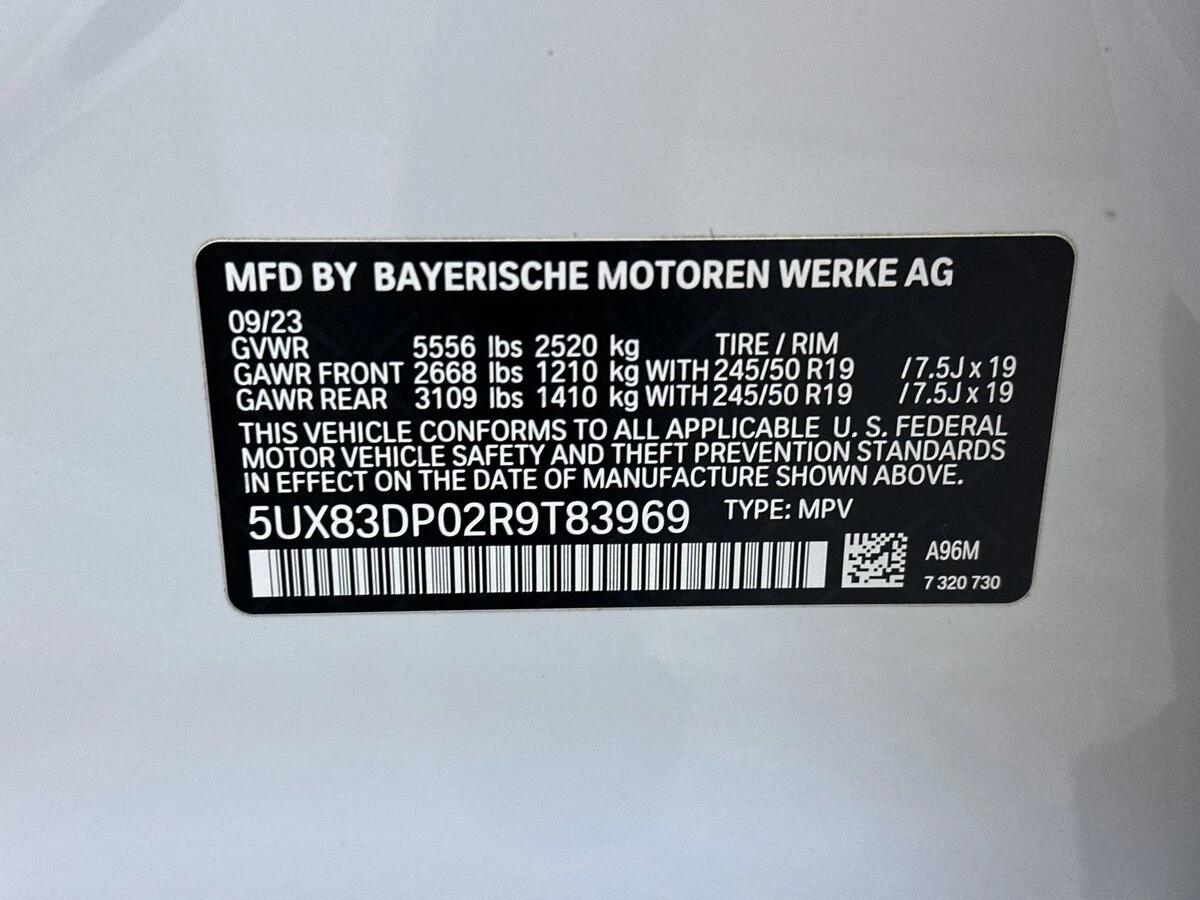 MFD BY BAYERISCHE MOTOREN WERKE AG
09/23
GVWR 5556 lbs 2520 kg TIRE / RIM
GAWR FRONT 2668 lbs 1210 kg WITH 245/50 R19 / 7.5J x 19
GAWR REAR 3109 lbs 1410 kg WITH 245/50 R19 / 7.5J x 19
THIS VEHICLE CONFORMS TO ALL APPLICABLE U. S. FEDERAL
MOTOR VEHICLE SAFETY AND THEFT PREVENTION STANDARDS
IN EFFECT ON THE DATE OF MANUFACTURE SHOWN ABOVE.
5UX83DP02R9T83969 TYPE: MPV
A96M
7 320 730